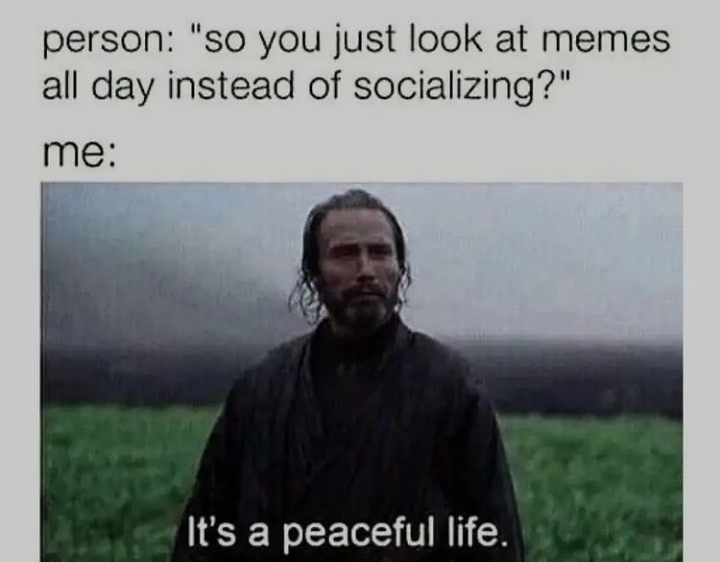 person: "so you just look at memes
all day instead of socializing?"
me:
It's a peaceful life.